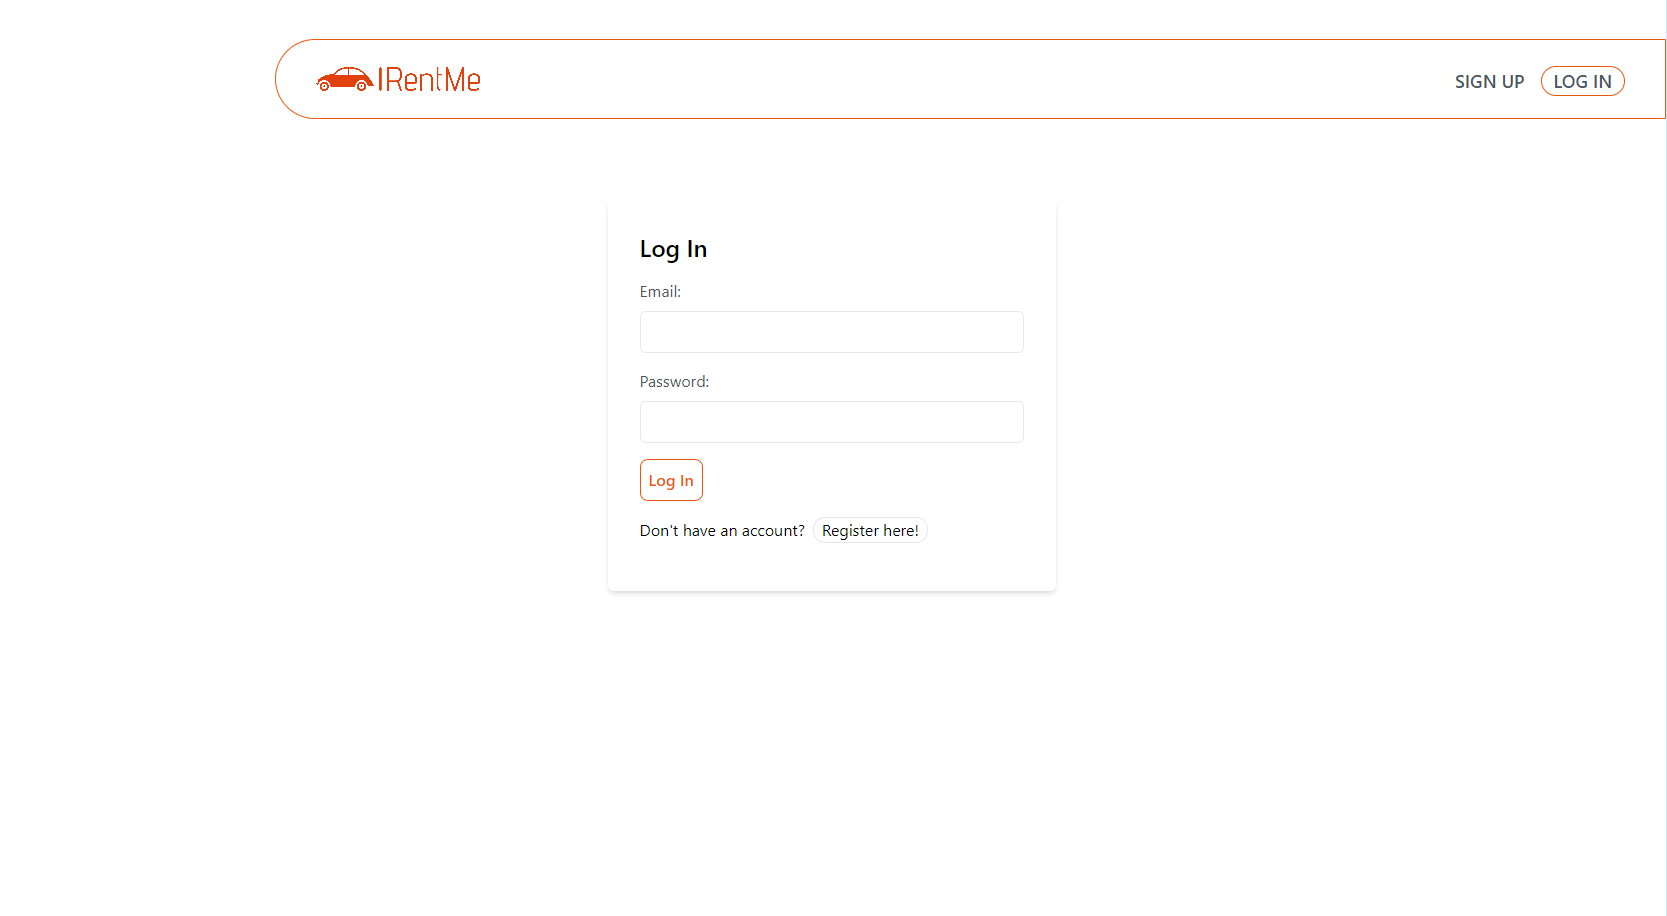 IRentMe
SIGN UP LOG IN
Log In
Email:
Password:
Log In
Don't have an account? Register here!